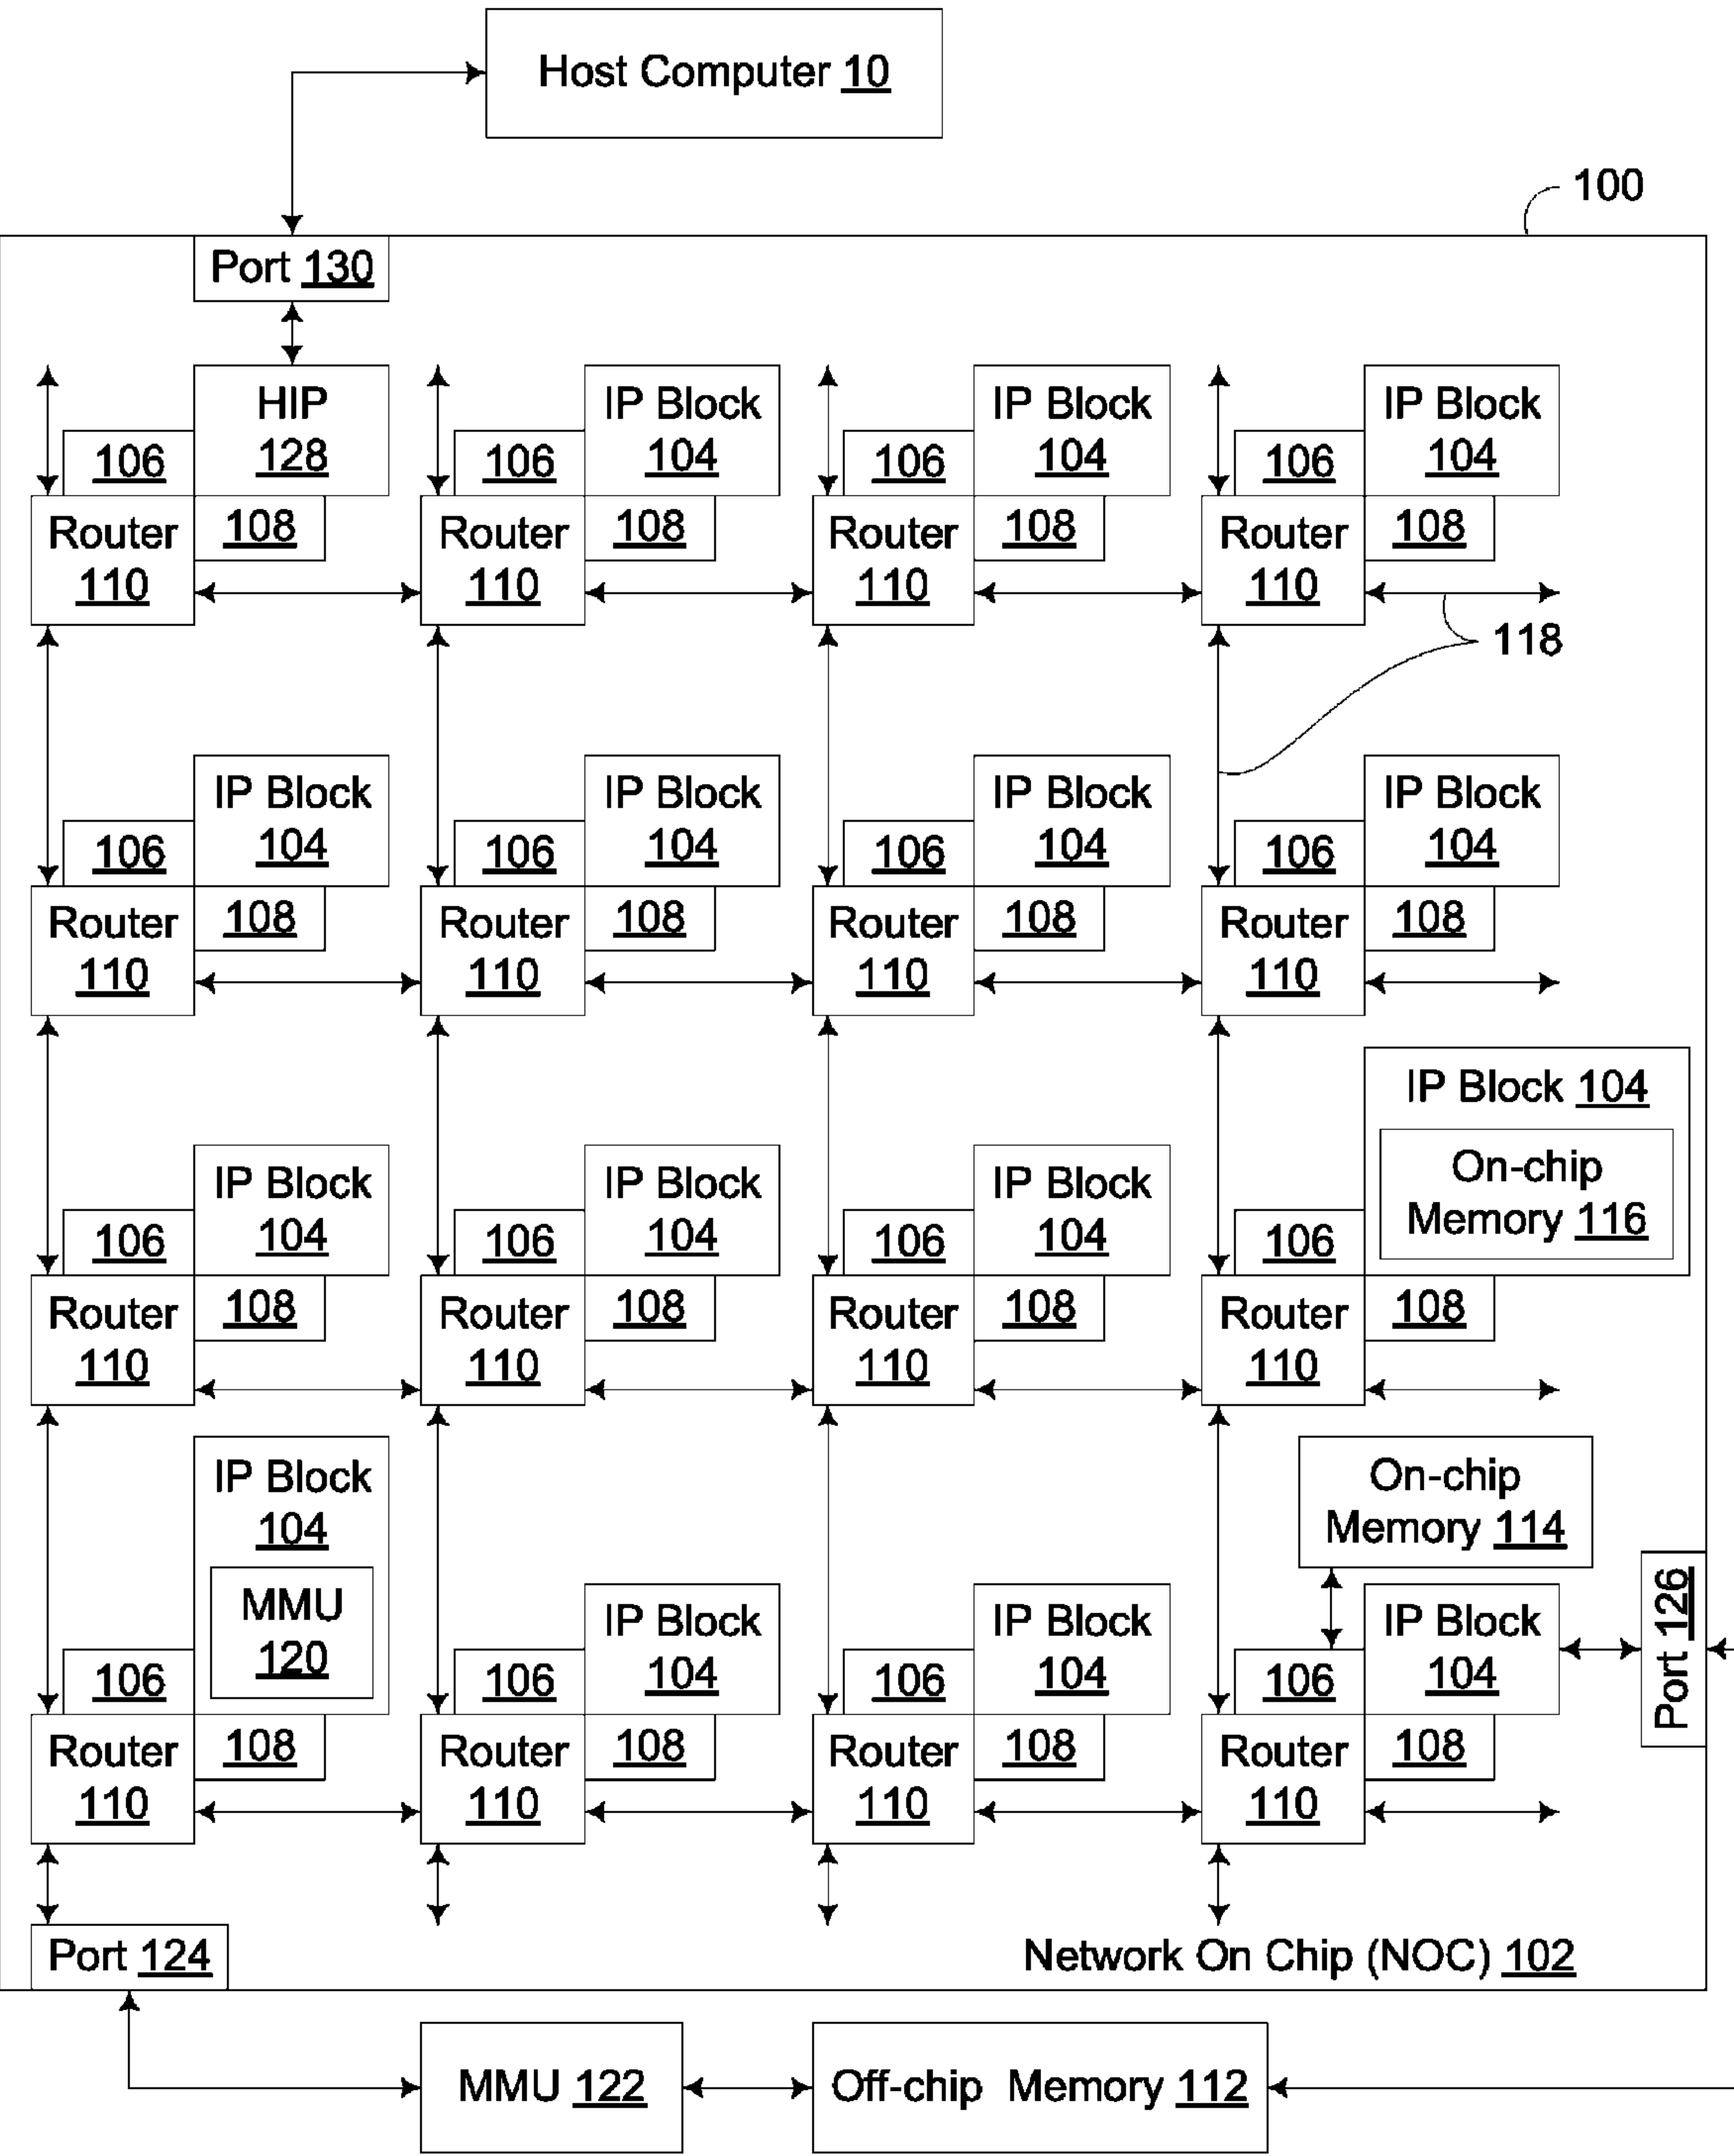 Host Computer 10
100
Port 130
HIP
128
106
Router
110
108
IP Block
104
106
Router
110
108
IP Block
104
106
Router
110
108
IP Block
104
106
Router
110
108
118
IP Block
104
106
Router
110
108
IP Block
104
106
Router
110
108
IP Block
104
106
Router
110
108
IP Block
104
106
Router
110
108
IP Block
104
106
Router
110
108
IP Block
104
106
Router
110
108
IP Block
104
106
Router
110
108
IP Block 104
On-chip
Memory 116
106
Router
110
108
IP Block
104
MMU
120
106
Router
110
108
IP Block
104
106
Router
110
108
IP Block
104
106
Router
110
108
On-chip
Memory 114
IP Block
104
106
Router
110
108
Port 126
Port 124
Network On Chip (NOC) 102
MMU 122
Off-chip Memory 112